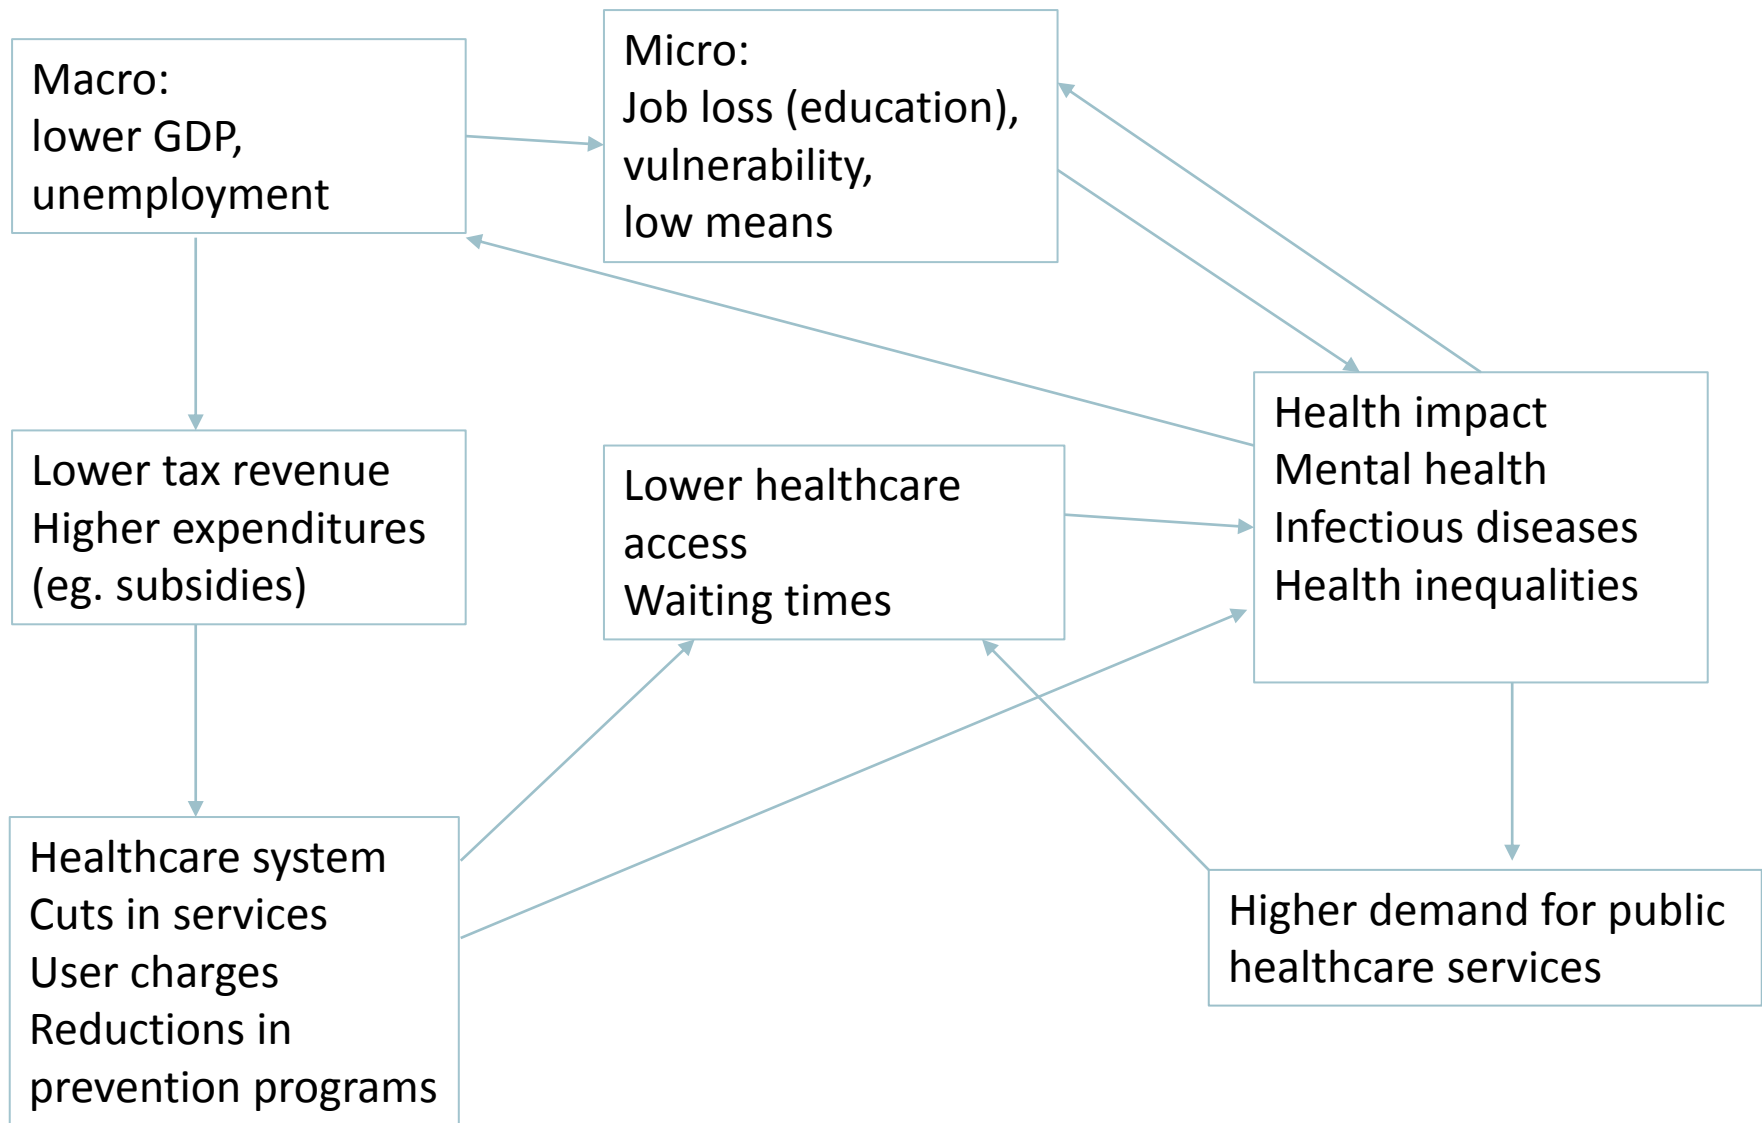 Macro:
lower GDP,
unemployment
Micro:
Job loss (education),
vulnerability,
low means
Lower tax revenue
Higher expenditures
(eg. subsidies)
Lower healthcare
access
Waiting times
Health impact
Mental health
Infectious diseases
Health inequalities
Healthcare system
Cuts in services
User charges
Reductions in
prevention programs
Higher demand for public
healthcare services